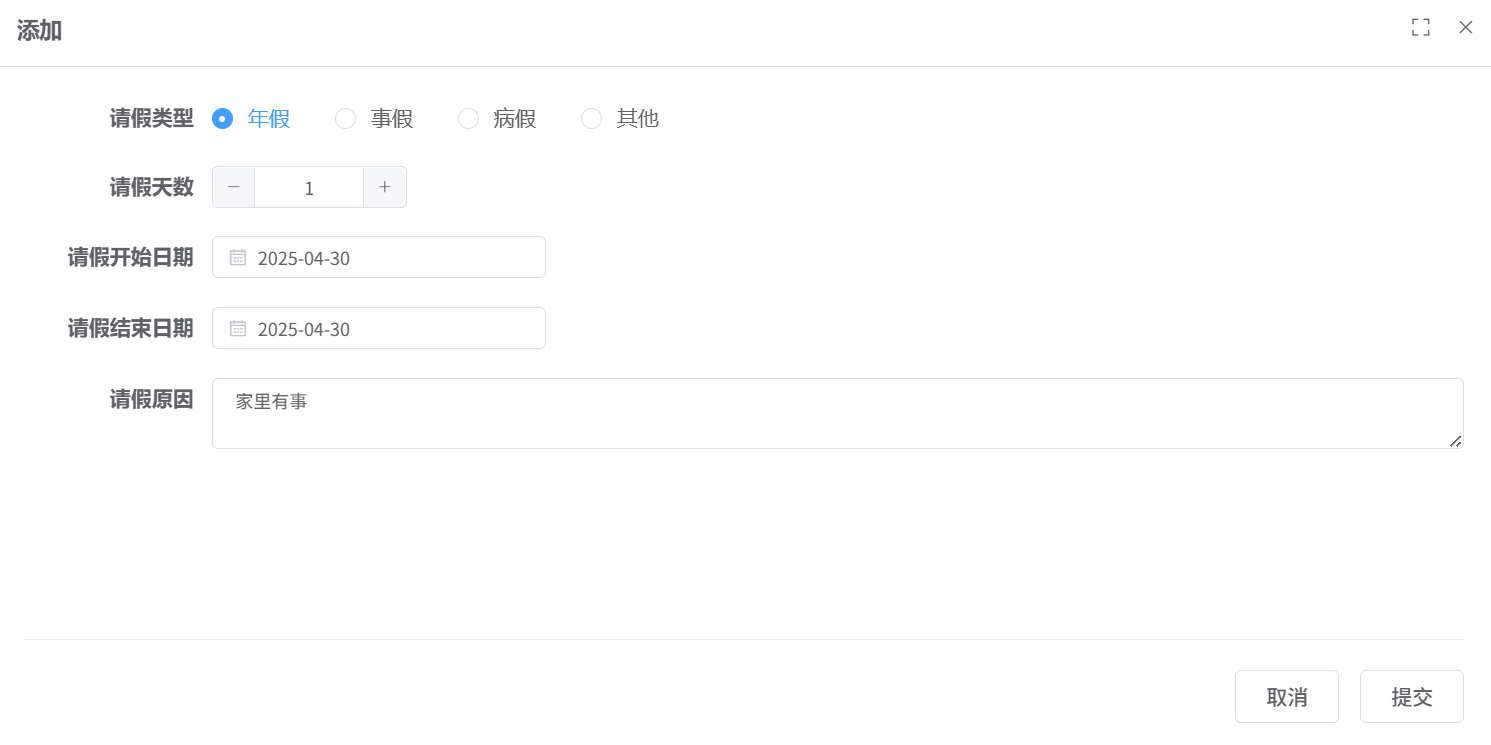 添加
请假类型 年假 事假 病假 其他
请假天数 1
请假开始日期 2025-04-30
请假结束日期 2025-04-30
请假原因 家里有事
取消 提交